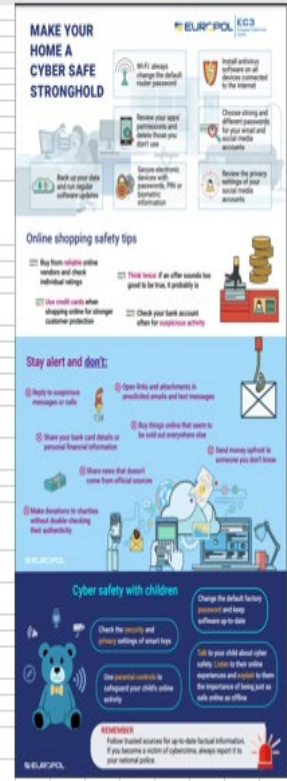 MAKE YOUR
HOME A
CYBER SAFE
STRONGHOLD
EUROPOL
EC3
Wi-Fi: always
change the default
router password
Install antivirus
software on all
devices connected
to the internet
Review your apps'
permissions and
delete those you
don't use
Choose strong and
different passwords
for your email and
social media
accounts
Back up your data
and run regular
software updates
Secure electronic
devices with
passwords, PIN or
biometric
information
Review the privacy
settings of your
social media
accounts
Online shopping safety tips
Buy from reliable online
vendors and check
individual ratings
Think twice: if an offer sounds too
good to be true, it probably is
Use credit cards when
shopping online for stronger
customer protection
Check your bank account
often for suspicious activity
Stay alert and don't:
Reply to suspicious
messages or calls
Open links and attachments in
unsolicited emails and text messages
Share your bank card details or
personal financial information
Buy things online that seem to
be sold out everywhere else
Send money upfront to
someone you don't know
Share news that doesn't
come from official sources
Make donations to charities
without double-checking
their authenticity
EUROPOL
Cyber safety with children
Check the security and
privacy settings of smart toys
Change the default factory
password and keep
software up-to-date
Use parental controls to
safeguard your child's online
activity
Talk to your child about cyber
safety. Listen to their online
experiences and explain to them
the importance of being just as
safe online as offline
REMEMBER
Follow trusted sources for up-to-date factual information.
If you become a victim of cybercrime, always report it to
your national police.
EUROPOL